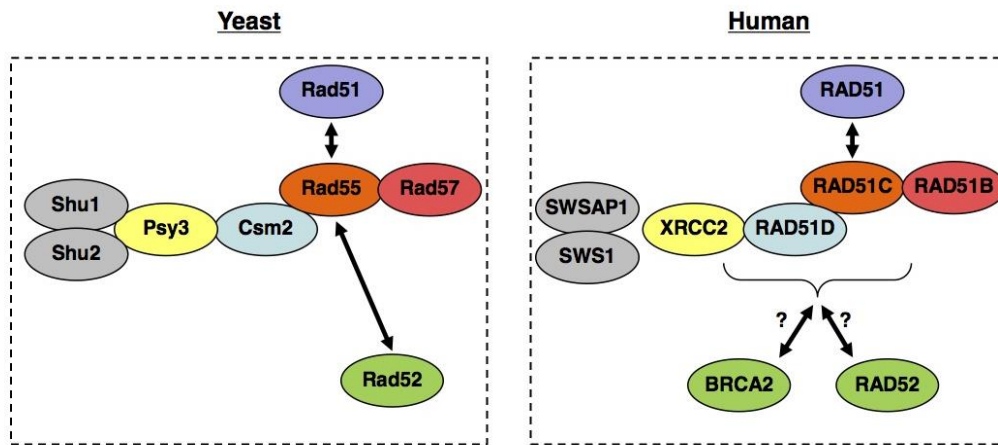 Yeast
Rad51
Rad55
Rad57
Shu1
Shu2
Psy3
Csm2
Rad52
Human
RAD51
RAD51C
RAD51B
SWSAP1
SWS1
XRCC2
RAD51D
? ?
BRCA2
RAD52